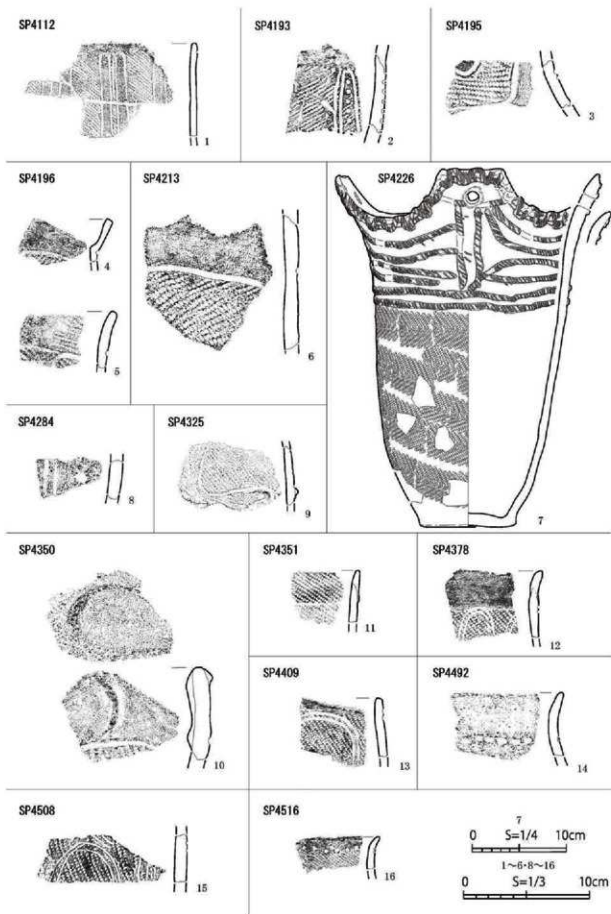 SP4112
1
SP4193
2
SP4195
3
SP4196
4
5
SP4213
6
SP4226
7
SP4284
8
SP4325
9
SP4350
10
SP4351
11
SP4378
12
SP4409
13
SP4492
14
SP4508
15
SP4516
16
7
0 S=1/4 10cm
1～6・8～16
0 S=1/3 10cm